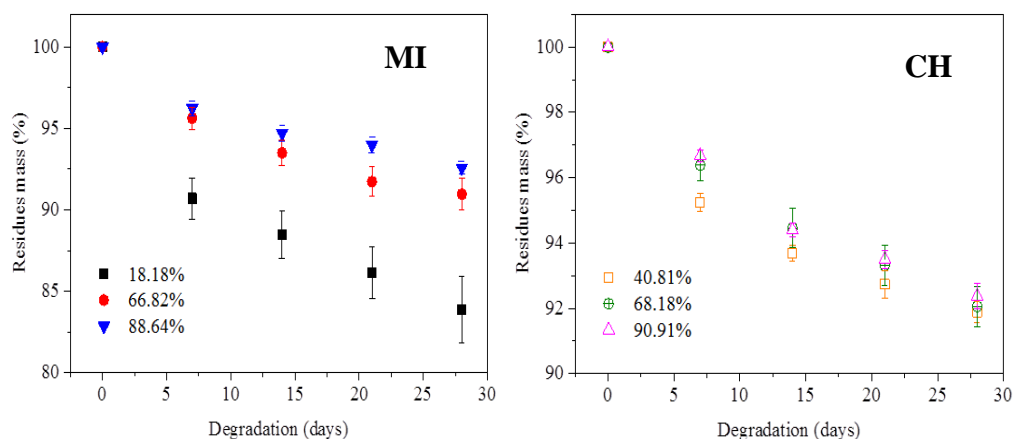 MI
Residues mass (%)
100
95
90
85
80
18.18%
66.82%
88.64%
0 5 10 15 20 25 30
Degradation (days)
CH
Residues mass (%)
100
98
96
94
92
90
40.81%
68.18%
90.91%
0 5 10 15 20 25 30
Degradation (days)